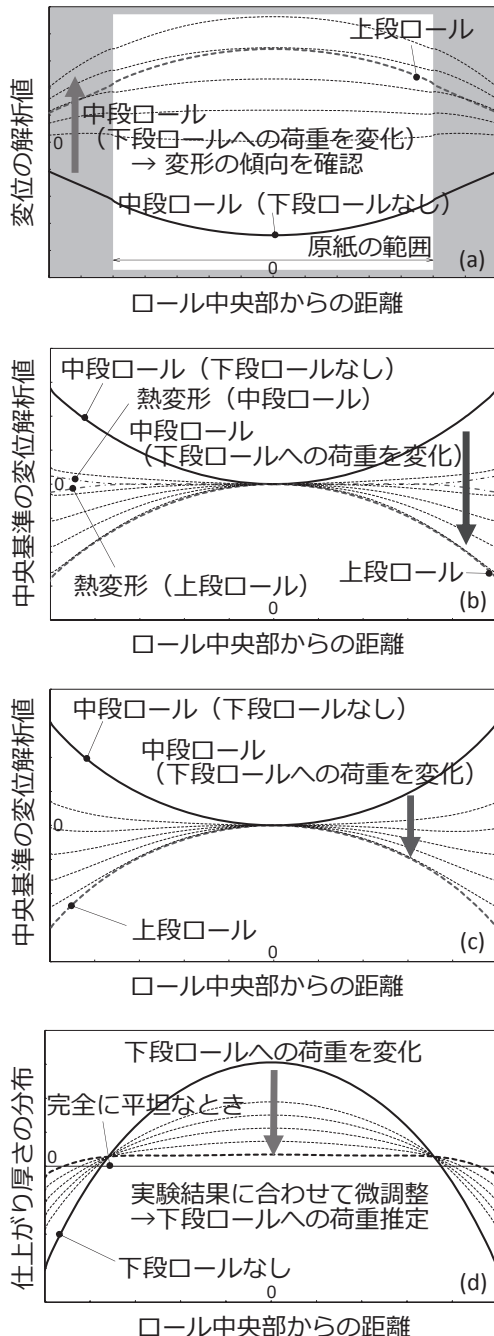 変位の解析値
上段ロール
中段ロール
0
（下段ロールへの荷重を変化）
→ 変形の傾向を確認
中段ロール（下段ロールなし）
原紙の範囲
0
(a)
ロール中央部からの距離
中央基準の変位解析値
中段ロール（下段ロールなし）
熱変形（中段ロール）
中段ロール
（下段ロールへの荷重を変化）
0
上段ロール
熱変形（上段ロール）
0
(b)
ロール中央部からの距離
中央基準の変位解析値
中段ロール（下段ロールなし）
中段ロール
（下段ロールへの荷重を変化）
0
上段ロール
0
(c)
ロール中央部からの距離
仕上がり厚さの分布
下段ロールへの荷重を変化
完全に平坦なとき
0
実験結果に合わせて微調整
→下段ロールへの荷重推定
下段ロールなし
0
(d)
ロール中央部からの距離